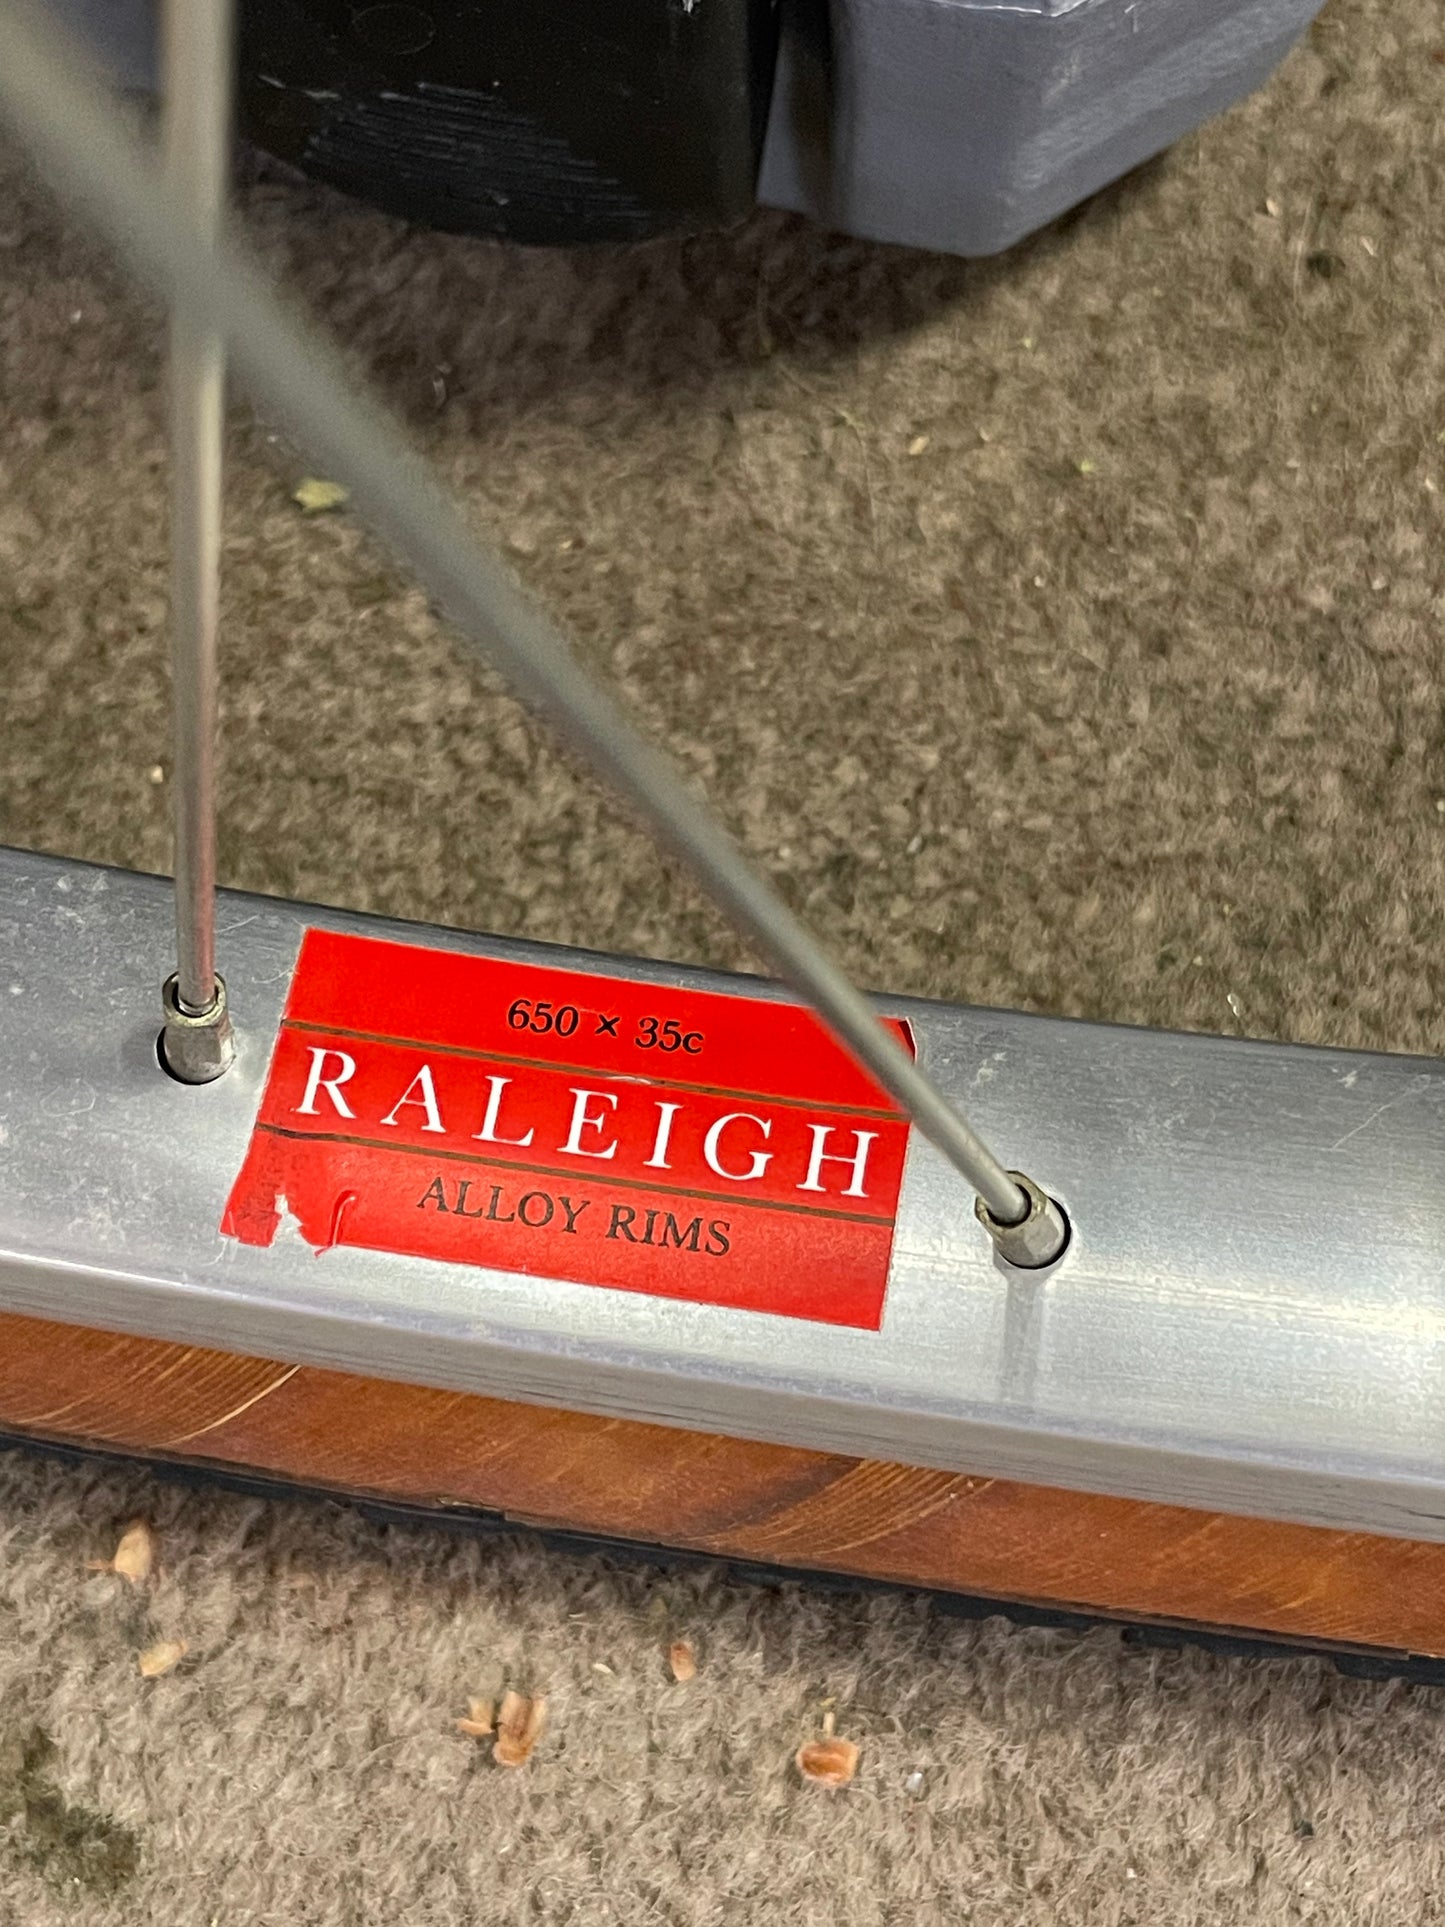 650 × 35c
RALEIGH
ALLOY RIMS